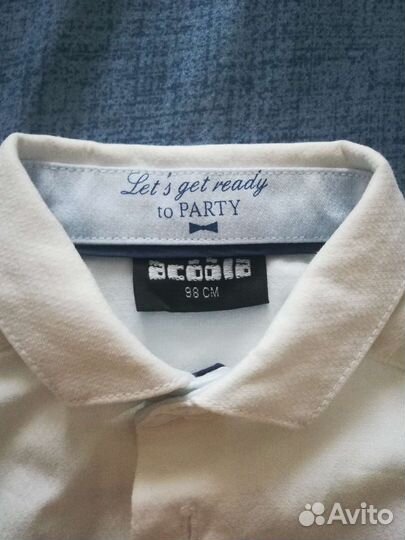 Let's get ready
to PARTY
acoola
98 CM
Avito